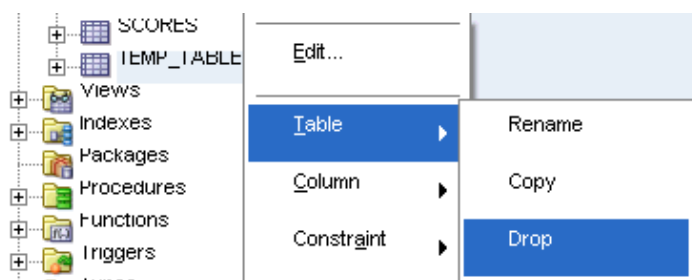 SCORES
TEMP_TABLE
Views
Indexes
Packages
Procedures
Functions
Triggers
Edit...
Table
Column
Constraint
Rename
Copy
Drop